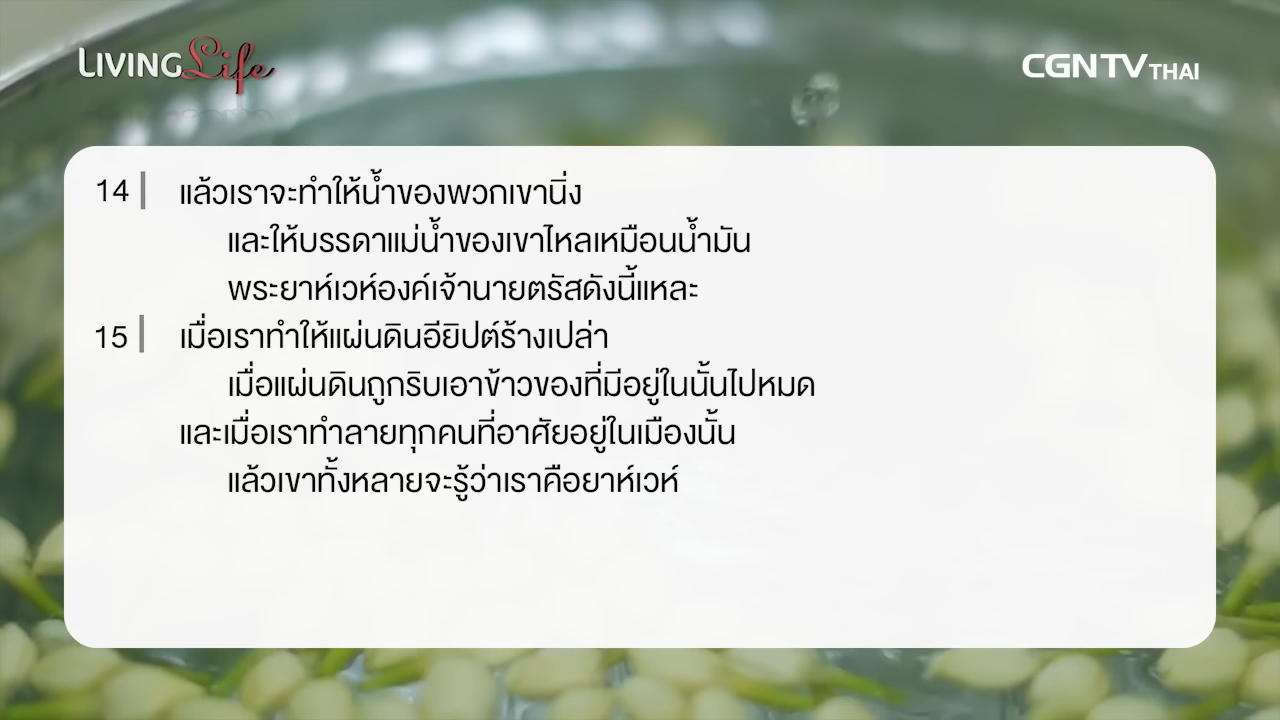 LIVING Life
CGNTV THAI
14 แล้วเราจะทำให้น้ำของพวกเขานิ่ง
และให้บรรดาแม่น้ำของเขาไหลเหมือนน้ำมัน
พระยาห์เวห์องค์เจ้านายตรัสดังนี้แหละ
15 เมื่อเราทำให้แผ่นดินอียิปต์ร้างเปล่า
เมื่อแผ่นดินถูกริบเอาข้าวของที่มีอยู่ในนั้นไปหมด
และเมื่อเราทำลายทุกคนที่อาศัยอยู่ในเมืองนั้น
แล้วเขาทั้งหลายจะรู้ว่าเราคือยาห์เวห์